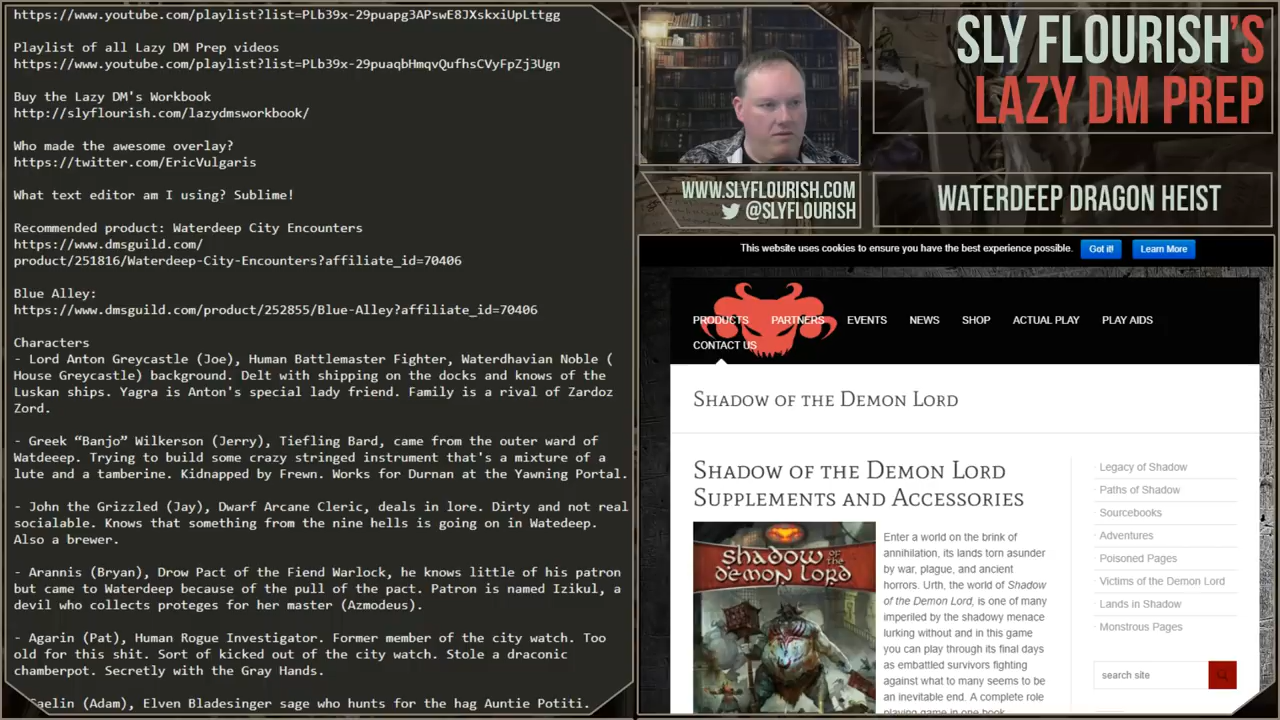 https://www.youtube.com/playlist?list=PLb39x-29puapg3APswE8JXskxiUpLttgg
Playlist of all Lazy DM Prep videos
https://www.youtube.com/playlist?list=PLb39x-29puaqbHmqvQufhsCVyFpZj3Ugn
Buy the Lazy DM's Workbook
http://slyflourish.com/lazydmsworkbook/
Who made the awesome overlay?
https://twitter.com/EricVulgaris
What text editor am I using? Sublime!
Recommended product: Waterdeep City Encounters
https://www.dmsguild.com/
product/251816/Waterdeep-City-Encounters?affiliate_id=70406
Blue Alley:
https://www.dmsguild.com/product/252855/Blue-Alley?affiliate_id=70406
Characters
- Lord Anton Greycastle (Joe), Human Battlemaster Fighter, Waterdhavian Noble (
House Greycastle) background. Delt with shipping on the docks and knows of the
Luskan ships. Yagra is Anton's special lady friend. Family is a rival of Zardoz
Zord.
- Greek “Banjo” Wilkerson (Jerry), Tiefling Bard, came from the outer ward of
Watdeeep. Trying to build some crazy stringed instrument that's a mixture of a
lute and a tamberine. Kidnapped by Frewn. Works for Durnan at the Yawning Portal.
- John the Grizzled (Jay), Dwarf Arcane Cleric, deals in lore. Dirty and not real
socialable. Knows that something from the nine hells is going on in Watedeep.
Also a brewer.
- Arannis (Bryan), Drow Pact of the Fiend Warlock, he knows little of his patron
but came to Waterdeep because of the pull of the pact. Patron is named Izikul, a
devil who collects proteges for her master (Azmodeus).
- Agarin (Pat), Human Rogue Investigator. Former member of the city watch. Too
old for this shit. Sort of kicked out of the city watch. Stole a draconic
chamberpot. Secretly with the Gray Hands.
aelin (Adam), Elven Bladesinger sage who hunts for the hag Auntie Potiti.
SLY FLOURISH'S
LAZY DM PREP
WWW.SLYFLOURISH.COM
@SLYFLOURISH
WATERDEEP DRAGON HEIST
This website uses cookies to ensure you have the best experience possible. Got it! Learn More
PRODUCTS PARTNERS EVENTS NEWS SHOP ACTUAL PLAY PLAY AIDS
CONTACT US
Shadow of the Demon Lord
Shadow of the Demon Lord
Supplements and Accessories
shadow of the
demon lord
Enter a world on the brink of
annihilation, its lands torn asunder
by war, plague, and ancient
horrors. Urth, the world of Shadow
of the Demon Lord, is one of many
imperiled by the shadowy menace
lurking without and in this game
you can play through its final days
as embattled survivors fighting
against what to many seems to be
an inevitable end. A complete role
playing game in one book
Legacy of Shadow
Paths of Shadow
Sourcebooks
Adventures
Poisoned Pages
Victims of the Demon Lord
Lands in Shadow
Monstrous Pages
search site